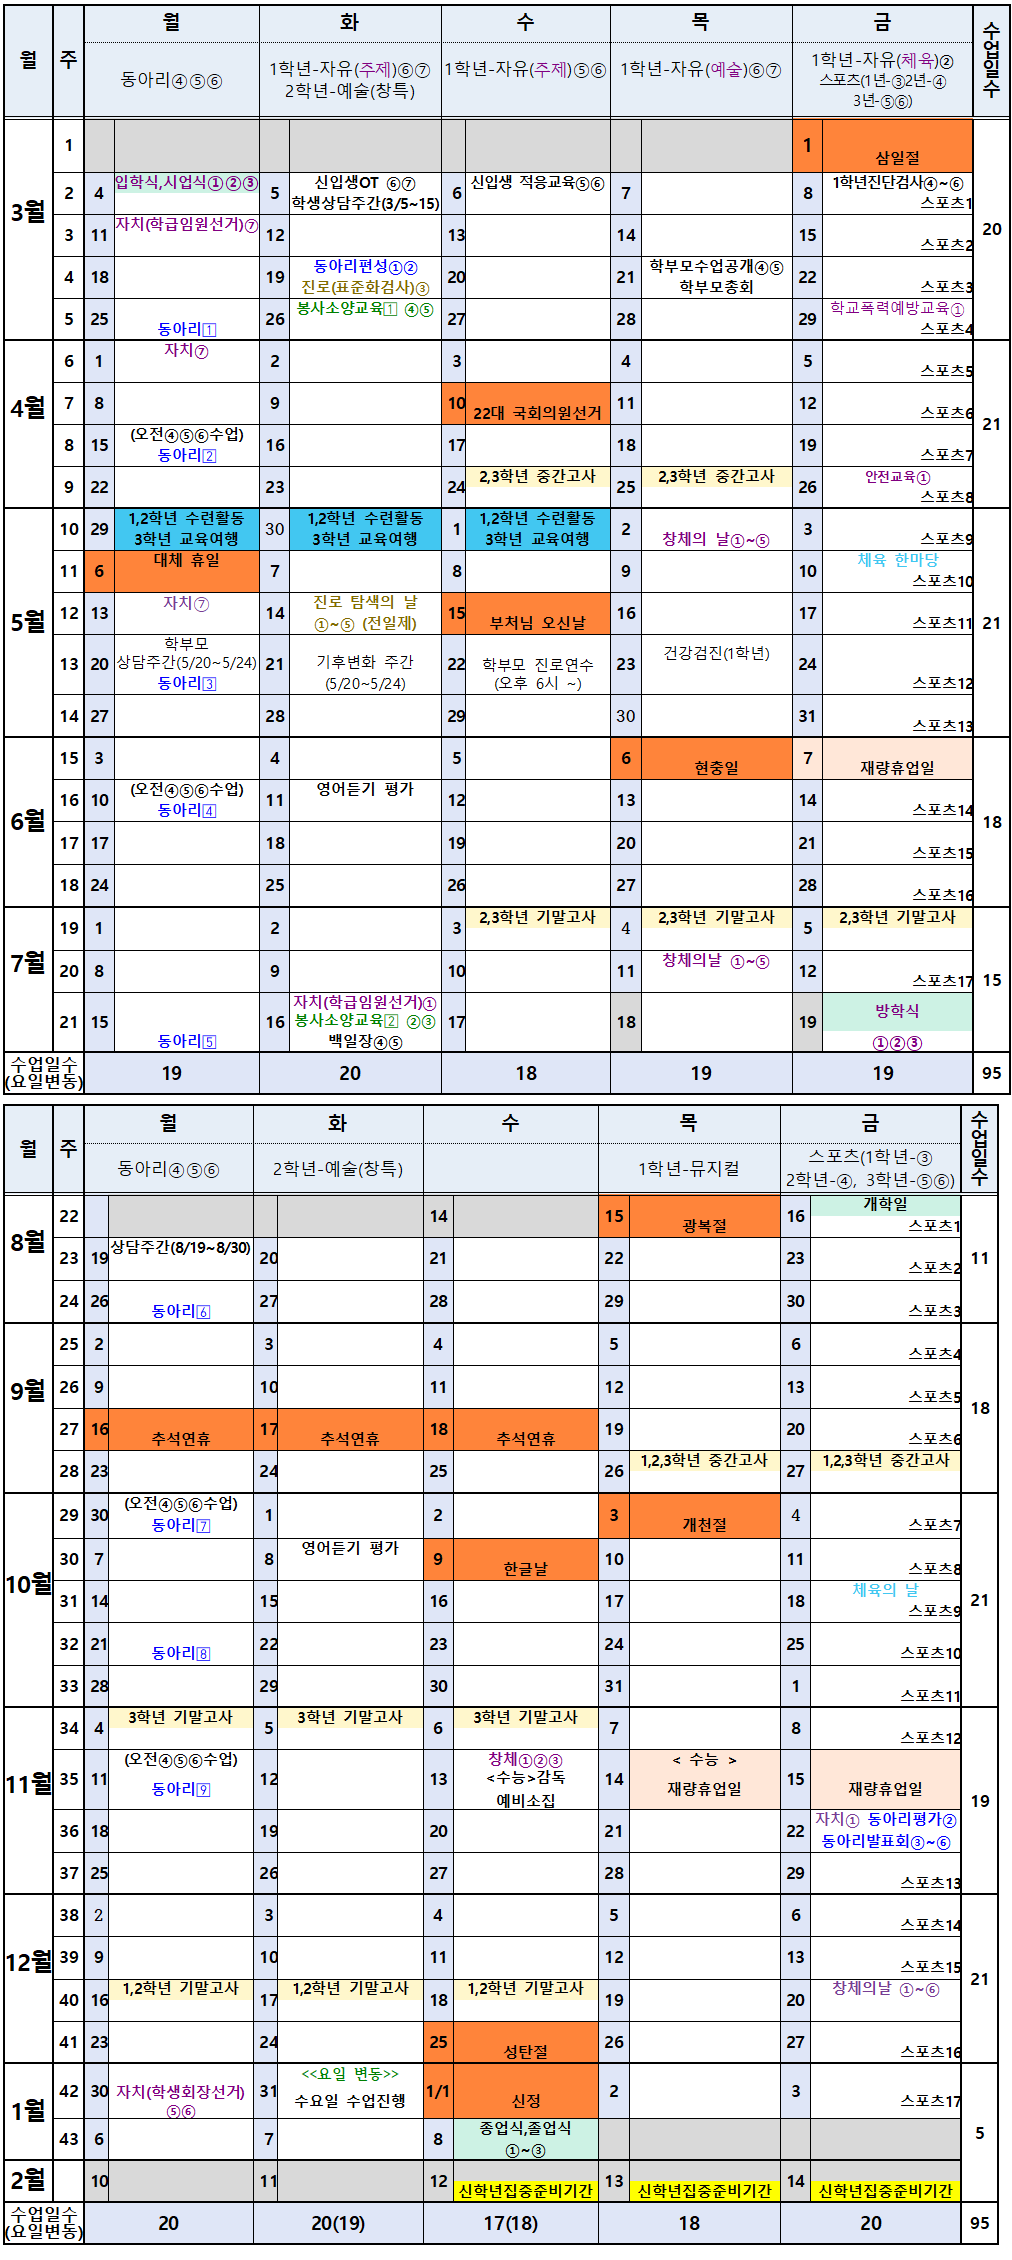 월 주 월 화 수 목 금 수업일수
동아리④⑤⑥
1학년-자유(주제)⑥⑦
2학년-예술(창특)
1학년-자유(주제)⑤⑥
1학년-자유(예술)⑥⑦
1학년-자유(체육)②
스포츠(1년-③2년-④
3년-⑤⑥)
3월
1 1 삼일절
2 4 입학식,시업식①②③ 5 신입생OT ⑥⑦
학생상담주간(3/5~15)
6 신입생 적응교육⑤⑥ 7 8 1학년진단검사④~⑥
스포츠1
20
3 11 자치(학급임원선거)⑦ 12 13 14 15 스포츠2
4 18 19 동아리편성①②
진로(표준화검사)③
20 21 학부모수업공개④⑤
학부모총회
22 스포츠3
5 25 동아리1 26 봉사소양교육1 ④⑤ 27 28 29 학교폭력예방교육①
스포츠4
4월
6 1 자치⑦ 2 3 4 5 스포츠5
7 8 9 10 22대 국회의원선거 11 12 스포츠6
21
8 15 (오전④⑤⑥수업)
동아리2
16 17 18 19 스포츠7
9 22 23 24 2,3학년 중간고사 25 2,3학년 중간고사 26 안전교육①
스포츠8
5월
10 29 1,2학년 수련활동
3학년 교육여행
30 1,2학년 수련활동
3학년 교육여행
1 1,2학년 수련활동
3학년 교육여행
2 창체의 날①~⑤ 3 스포츠9
11 6 대체 휴일 7 8 9 10 체육 한마당
스포츠10
12 13 자치⑦ 14 진로 탐색의 날
①~⑤ (전일제)
15 부처님 오신날 16 17 스포츠11
21
13 20 학부모
상담주간(5/20~5/24)
동아리3
21 기후변화 주간
(5/20~5/24)
22 학부모 진로연수
(오후 6시 ~)
23 건강검진(1학년) 24 스포츠12
14 27 28 29 30 31 스포츠13
6월
15 3 4 5 6 현충일 7 재량휴업일
16 10 (오전④⑤⑥수업)
동아리4
11 영어듣기 평가 12 13 14 스포츠14
18
17 17 18 19 20 21 스포츠15
18 24 25 26 27 28 스포츠16
7월
19 1 2 3 2,3학년 기말고사 4 2,3학년 기말고사 5 2,3학년 기말고사
20 8 9 10 11 창체의날 ①~⑤ 12 스포츠17
15
21 15 동아리5 16 자치(학급임원선거)①
봉사소양교육2 ②③
백일장④⑤
17 18 19 방학식
①②③
수업일수
(요일변동)
19 20 18 19 19 95
월 주 월 화 수 목 금 수업일수
동아리④⑤⑥
2학년-예술(창특)
1학년-뮤지컬
스포츠(1학년-③
2학년-④, 3학년-⑤⑥)
8월
22 14 15 광복절 16 개학일
스포츠1
23 19 상담주간(8/19~8/30) 20 21 22 23 스포츠2
11
24 26 동아리6 27 28 29 30 스포츠3
9월
25 2 3 4 5 6 스포츠4
26 9 10 11 12 13 스포츠5
18
27 16 추석연휴 17 추석연휴 18 추석연휴 19 20 스포츠6
28 23 24 25 26 1,2,3학년 중간고사 27 1,2,3학년 중간고사
10월
29 30 (오전④⑤⑥수업)
동아리7
1 2 3 개천절 4 스포츠7
30 7 8 영어듣기 평가 9 한글날 10 11 스포츠8
31 14 15 16 17 18 체육의 날
스포츠9
21
32 21 동아리8 22 23 24 25 스포츠10
33 28 29 30 31 1 스포츠11
11월
34 4 3학년 기말고사 5 3학년 기말고사 6 3학년 기말고사 7 8 스포츠12
35 11 (오전④⑤⑥수업)
동아리9
12 13 창체①②③
<수능>감독
예비소집
14 < 수능 >
재량휴업일
15 재량휴업일
19
36 18 19 20 21 22 자치① 동아리평가②
동아리발표회③~⑥
37 25 26 27 28 29 스포츠13
12월
38 2 3 4 5 6 스포츠14
39 9 10 11 12 13 스포츠15
21
40 16 1,2학년 기말고사 17 1,2학년 기말고사 18 1,2학년 기말고사 19 20 창체의날 ①~⑥
41 23 24 25 성탄절 26 27 스포츠16
1월
42 30 자치(학생회장선거)
⑤⑥
31 <<요일 변동>>
수요일 수업진행
1/1 신정 2 3 스포츠17
5
43 6 7 8 종업식,졸업식
①~③
2월
10 11 12 신학년집중준비기간 13 신학년집중준비기간 14 신학년집중준비기간
수업일수
(요일변동)
20 20(19) 17(18) 18 20 95